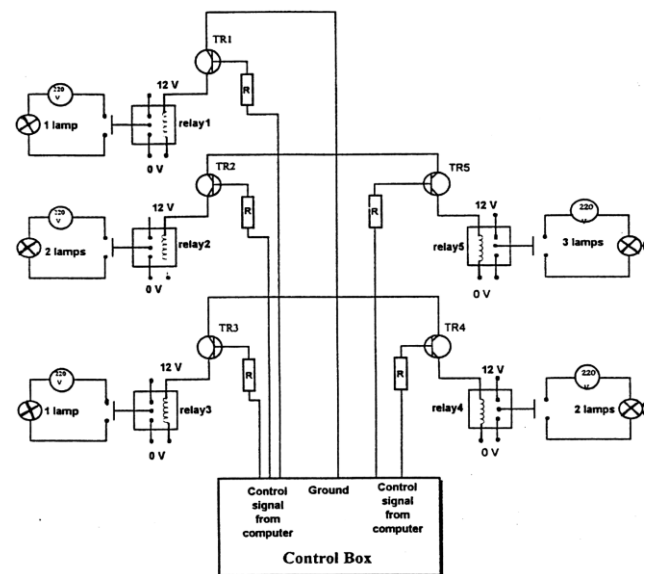 TR1
R
12 V
220
V
1 lamp
relay1
0 V
TR2
R
12 V
220
V
2 lamps
relay2
0 V
TR5
R
12 V
220
V
3 lamps
relay5
0 V
TR3
R
12 V
220
V
1 lamp
relay3
0 V
TR4
R
12 V
220
V
2 lamps
relay4
0 V
Control
signal
from
computer
Ground
Control
signal
from
computer
Control Box